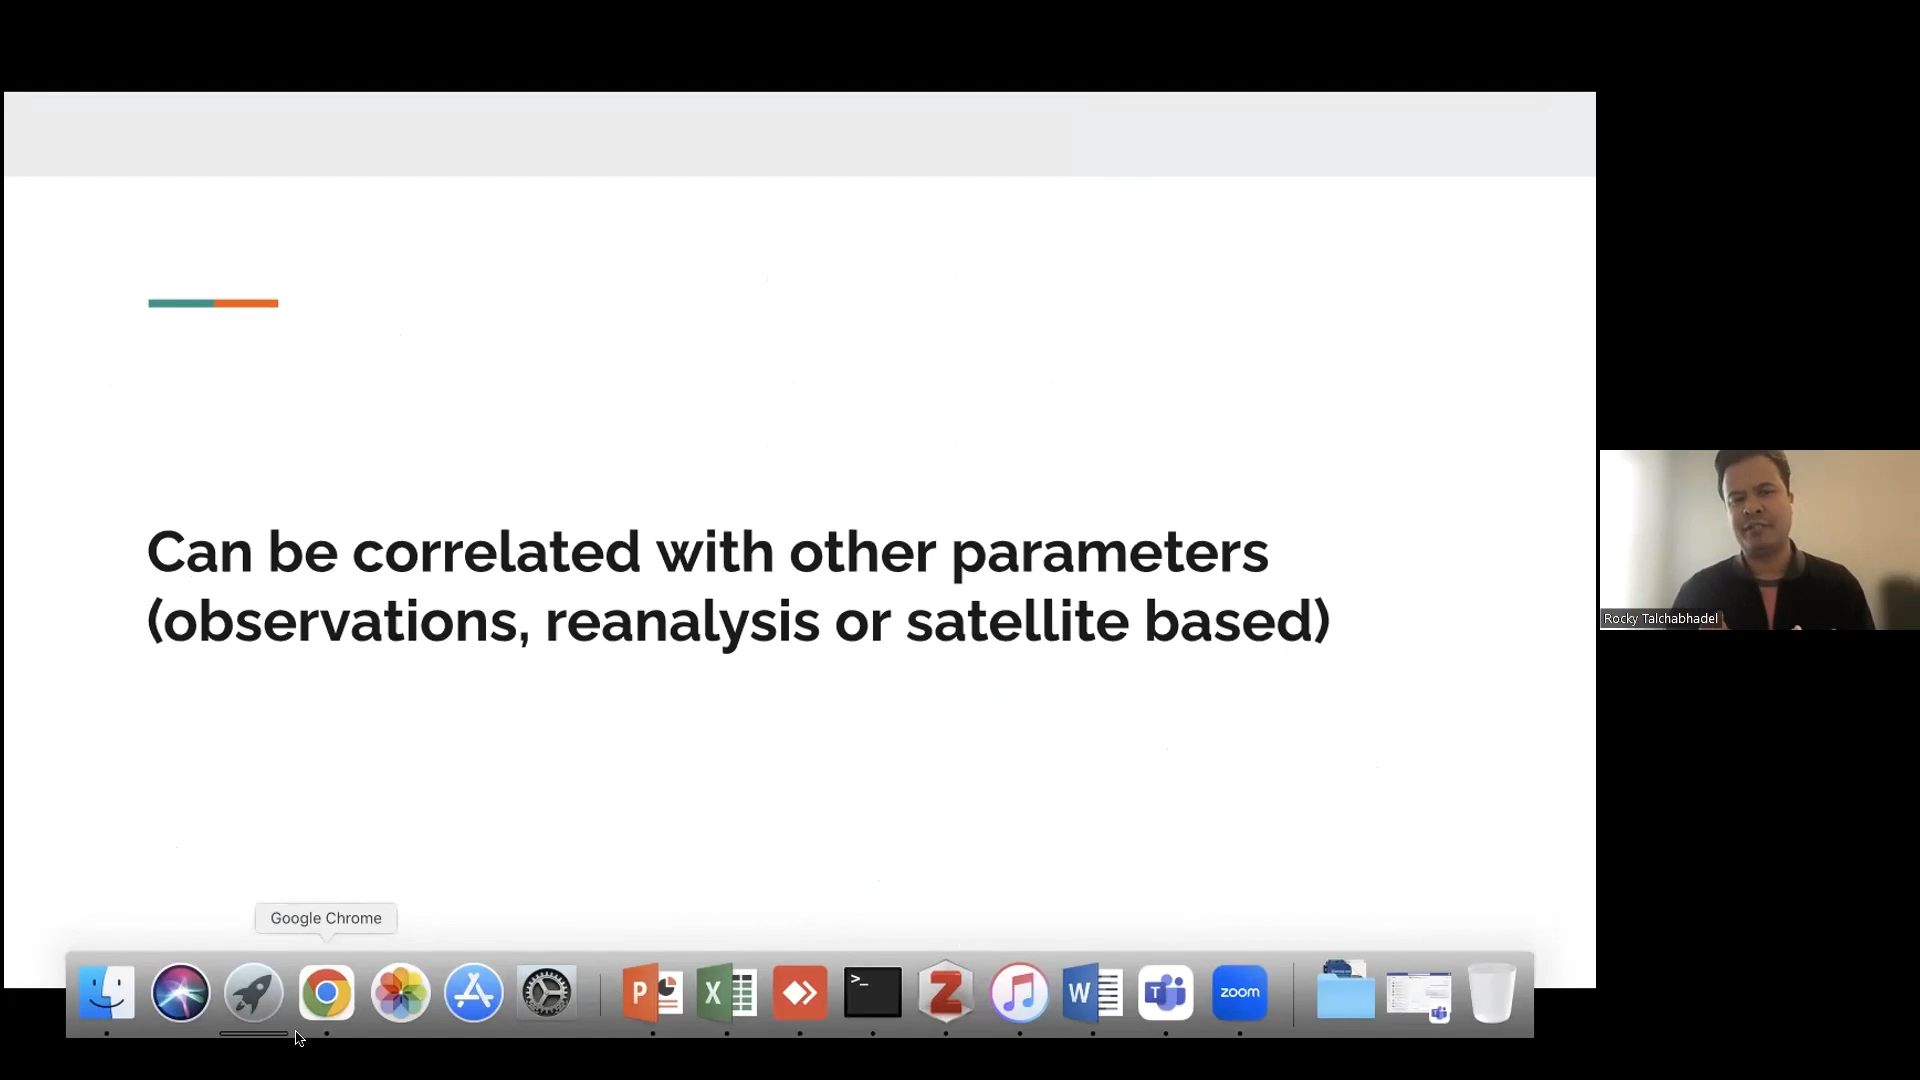 Can be correlated with other parameters
(observations, reanalysis or satellite based)
Rocky Talchabhadel
Google Chrome
P
X
>_
Z
W
T
zoom